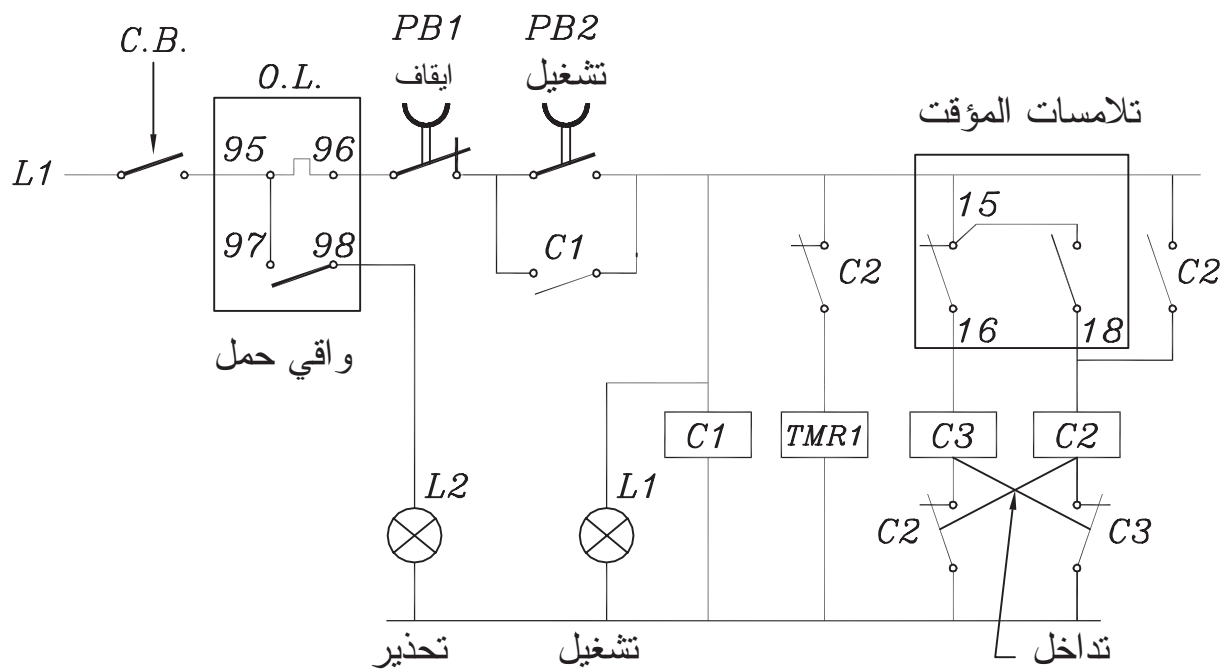 C.B.
O.L.
PB1
ايقاف
PB2
تشغيل
تلامسات المؤقت
L1
95 96
97 98
واقي حمل
C1
C2
15
16 18
C2
C1
TMR1
C3
C2
L2
L1
C2
C3
تحذير
تشغيل
تداخل